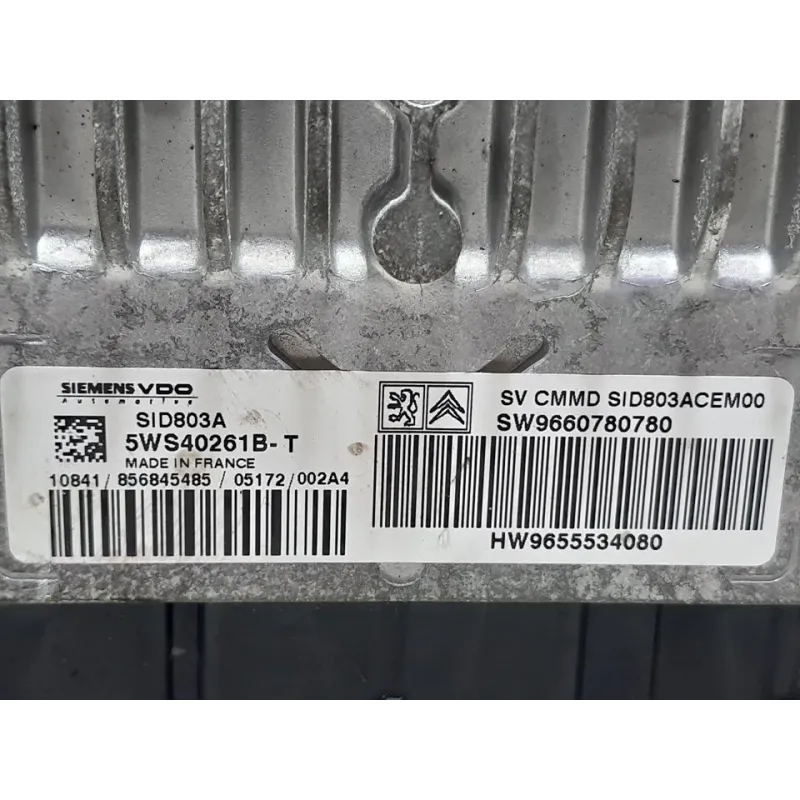 SIEMENS VDO
Automotive
SID803A
5WS40261B-T
MADE IN FRANCE
10841/ 856845485 / 05172 / 002A4
SV CMMD SID803ACEM00
SW9660780780
HW9655534080